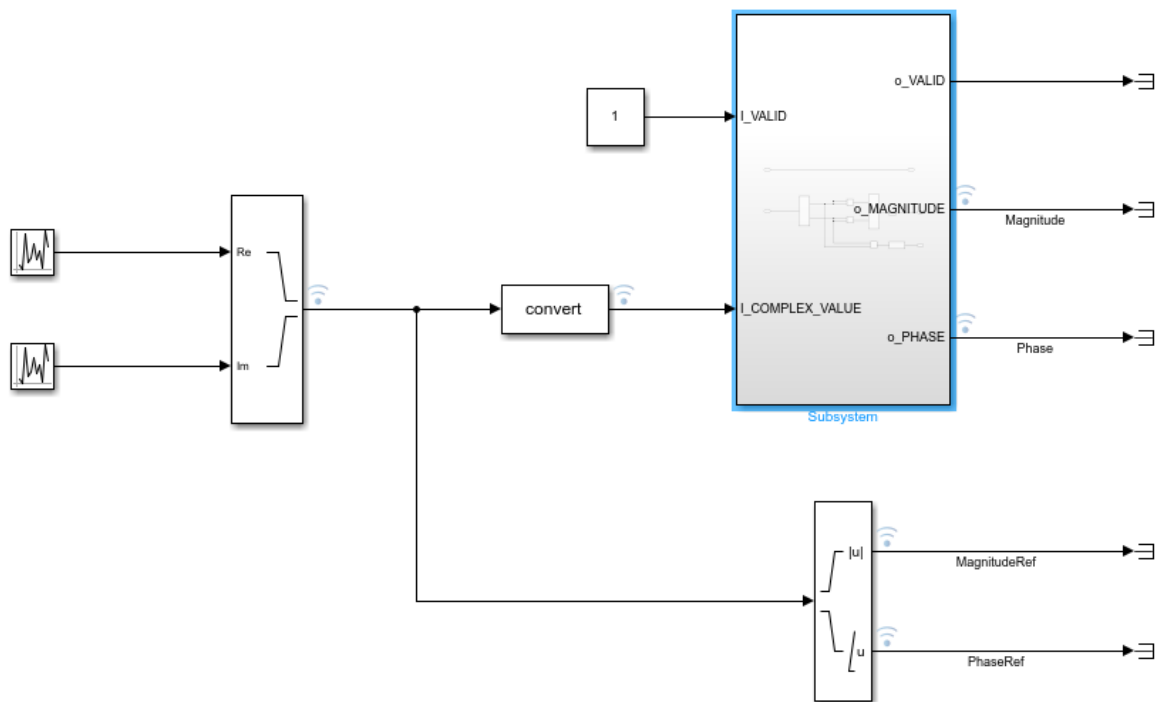 o_VALID
1
I_VALID
o_MAGNITUDE
Magnitude
Re
convert
I_COMPLEX_VALUE
o_PHASE
Phase
Im
Subsystem
|u|
MagnitudeRef
u
PhaseRef